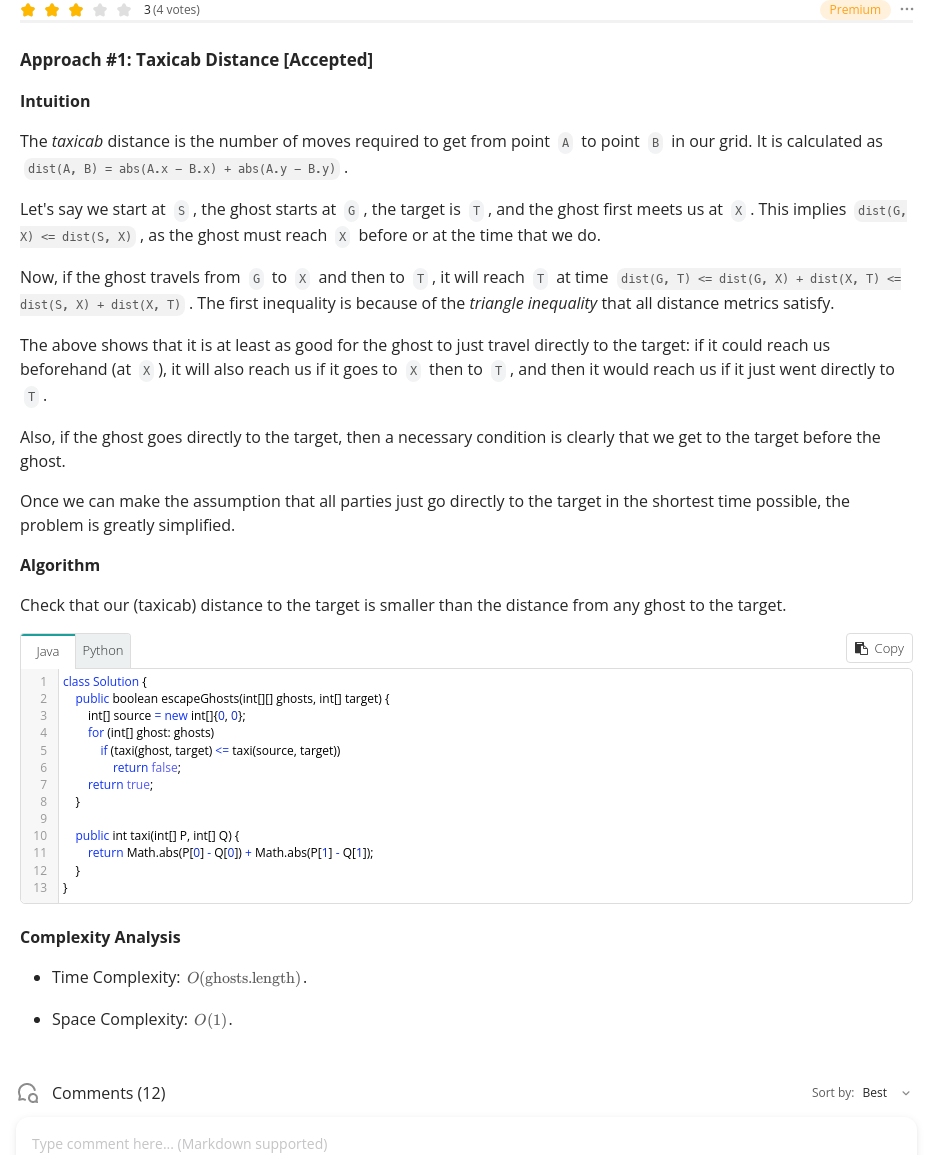 3 (4 votes)
Premium
Approach #1: Taxicab Distance [Accepted]
Intuition
The taxicab distance is the number of moves required to get from point A to point B in our grid. It is calculated as
dist(A, B) = abs(A.x - B.x) + abs(A.y - B.y) .
Let's say we start at S , the ghost starts at G , the target is T , and the ghost first meets us at X . This implies dist(G,
X) <= dist(S, X) , as the ghost must reach X before or at the time that we do.
Now, if the ghost travels from G to X and then to T , it will reach T at time dist(G, T) <= dist(G, X) + dist(X, T) <=
dist(S, X) + dist(X, T) . The first inequality is because of the triangle inequality that all distance metrics satisfy.
The above shows that it is at least as good for the ghost to just travel directly to the target: if it could reach us
beforehand (at X ), it will also reach us if it goes to X then to T , and then it would reach us if it just went directly to
T .
Also, if the ghost goes directly to the target, then a necessary condition is clearly that we get to the target before the
ghost.
Once we can make the assumption that all parties just go directly to the target in the shortest time possible, the
problem is greatly simplified.
Algorithm
Check that our (taxicab) distance to the target is smaller than the distance from any ghost to the target.
Java Python Copy
1 class Solution {
2 public boolean escapeGhosts(int[][] ghosts, int[] target) {
3 int[] source = new int[]{0, 0};
4 for (int[] ghost: ghosts)
5 if (taxi(ghost, target) <= taxi(source, target))
6 return false;
7 return true;
8 }
9
10 public int taxi(int[] P, int[] Q) {
11 return Math.abs(P[0] - Q[0]) + Math.abs(P[1] - Q[1]);
12 }
13 }
Complexity Analysis
• Time Complexity: O(ghosts.length).
• Space Complexity: O(1).
Comments (12)
Sort by: Best
Type comment here... (Markdown supported)